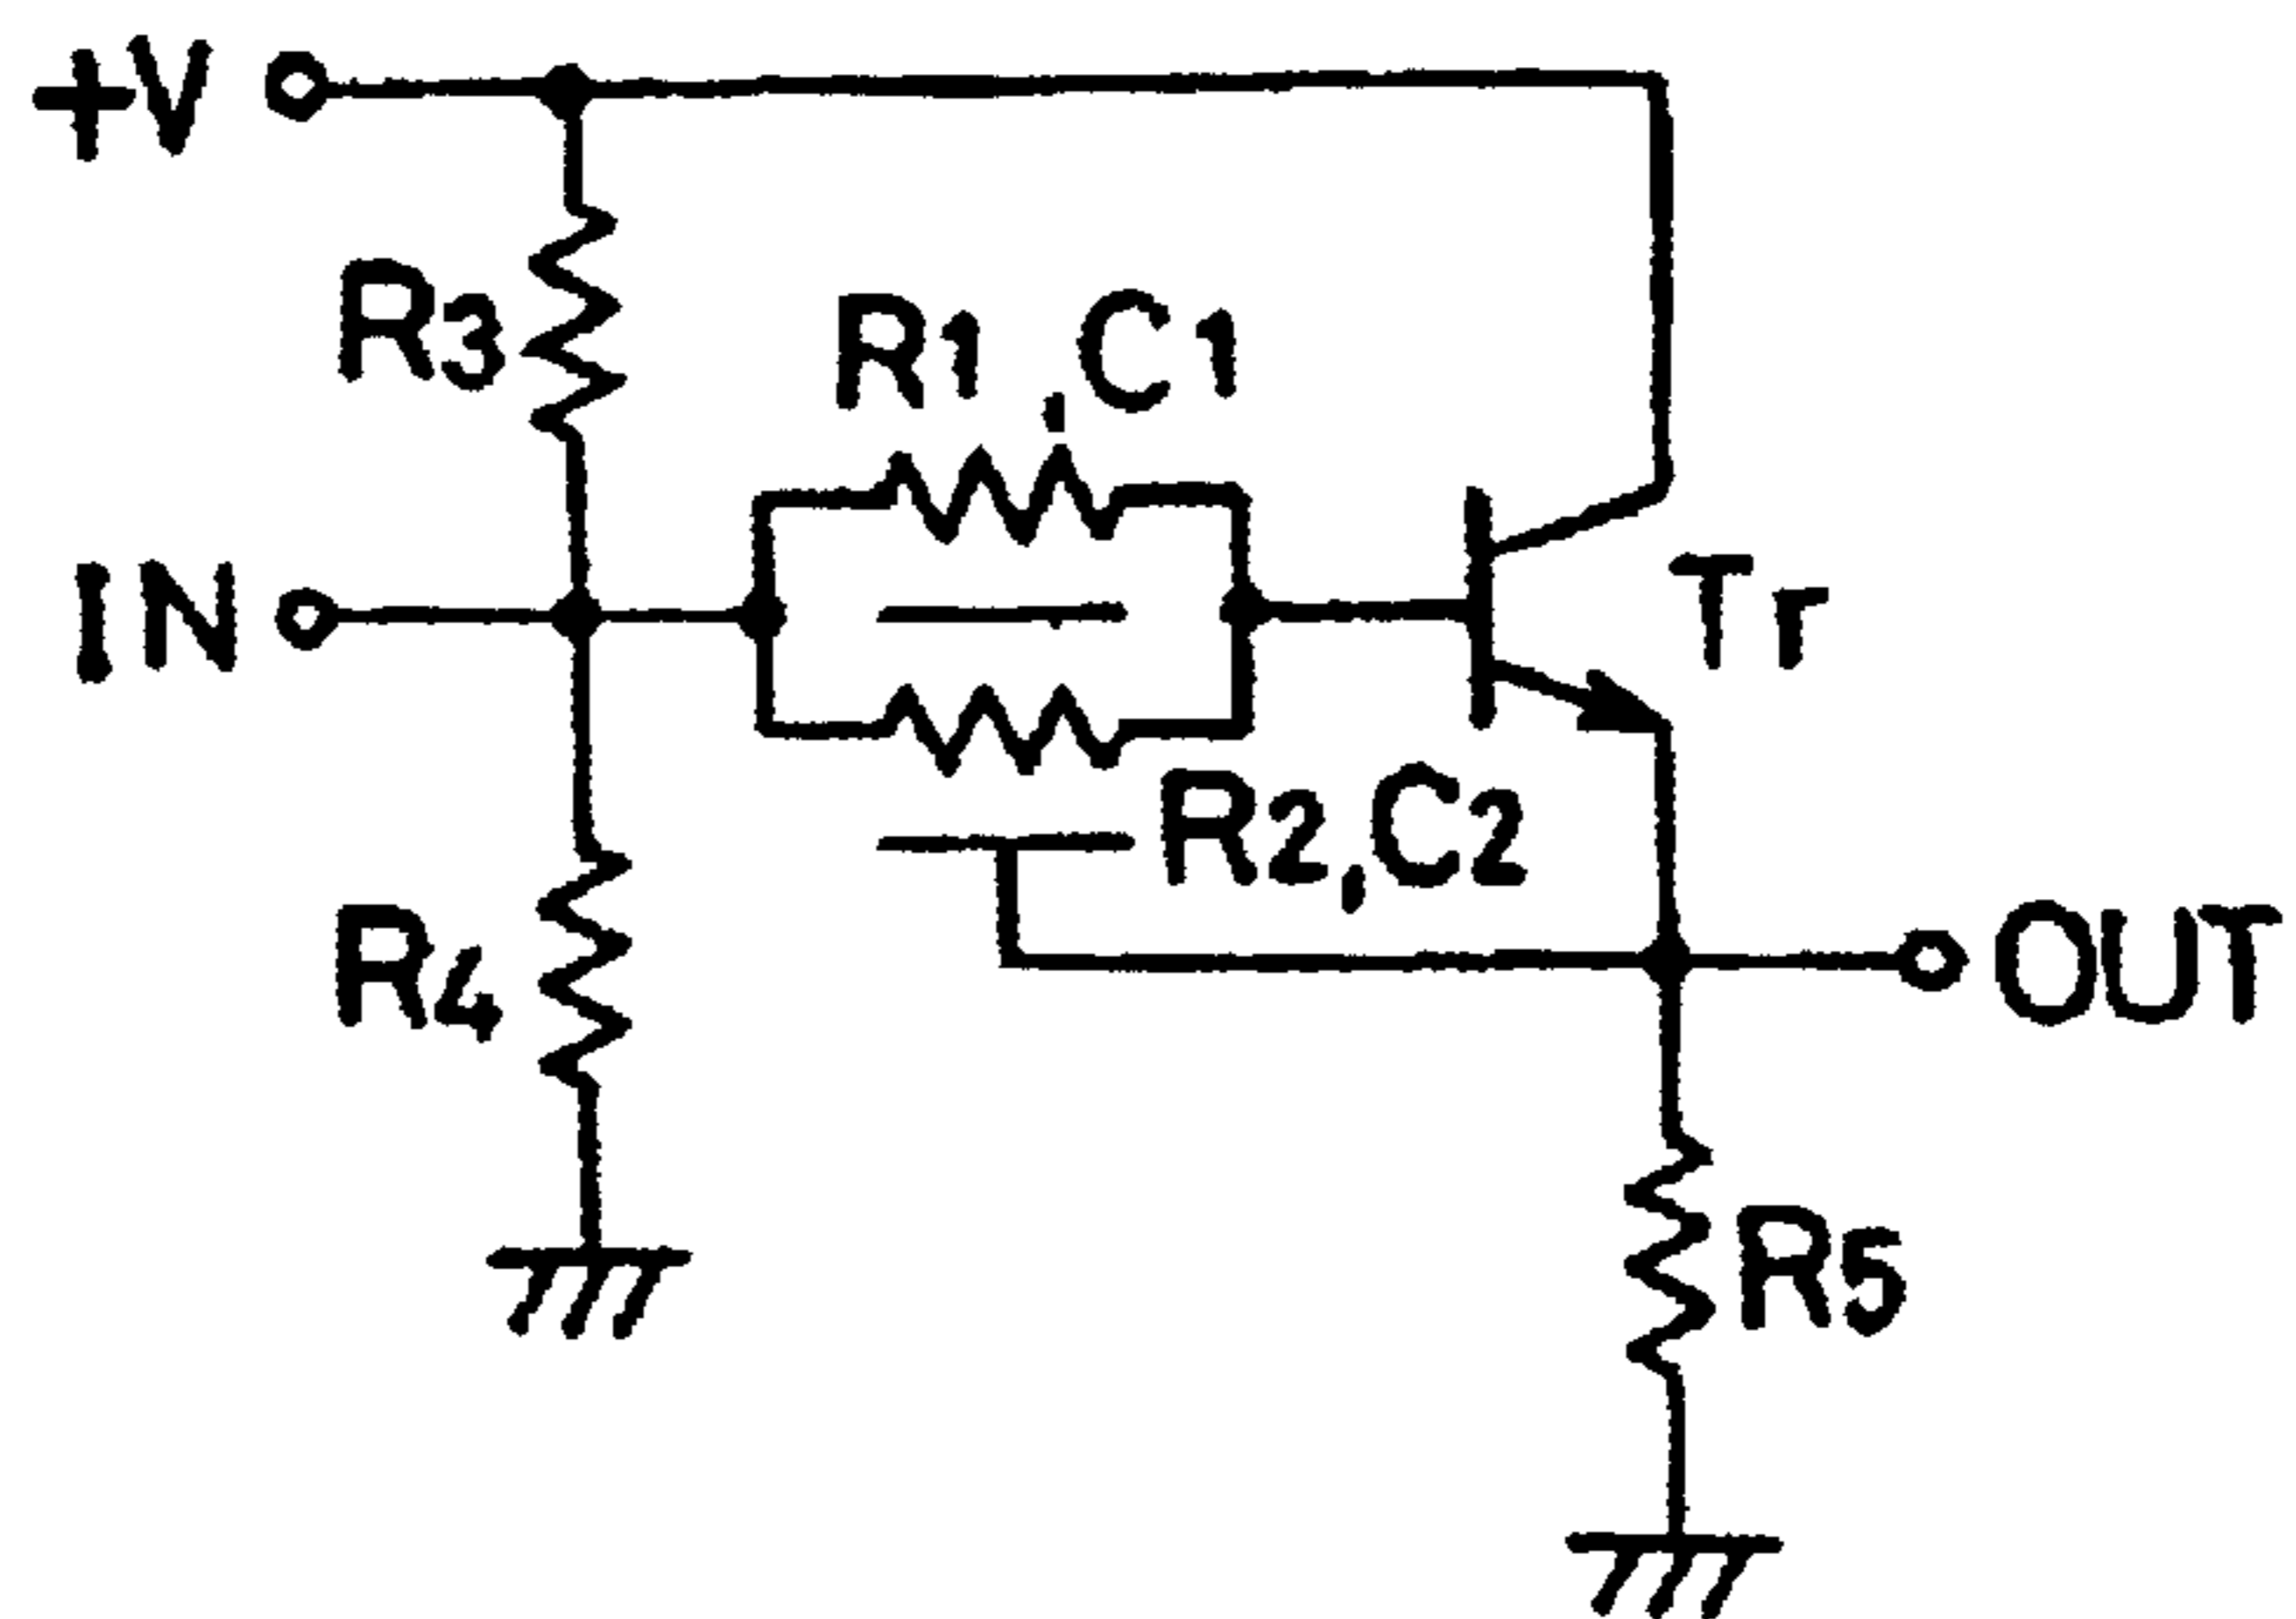 +V
R3
R1,C1
IN
Tr
R2,C2
R4
OUT
R5